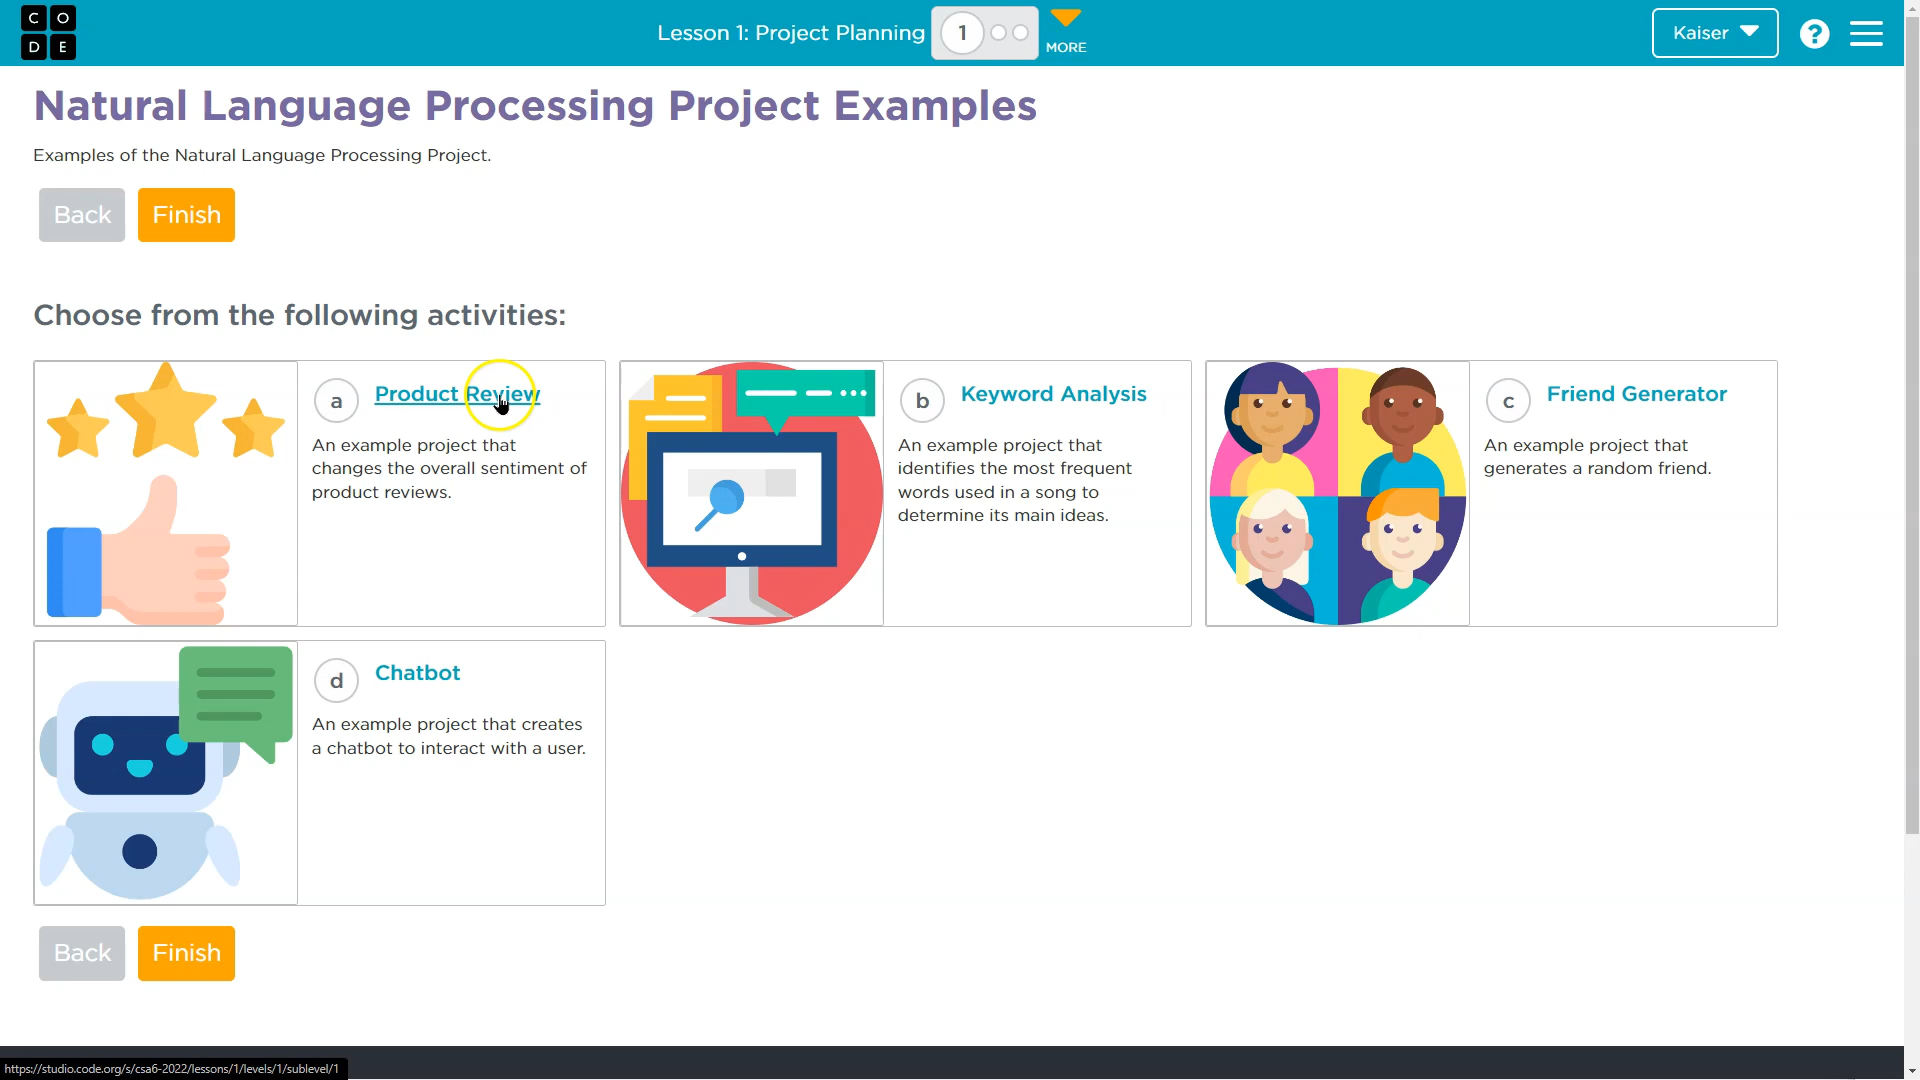 C O
D E
Lesson 1: Project Planning
1
MORE
Kaiser
?
Natural Language Processing Project Examples
Examples of the Natural Language Processing Project.
Back
Finish
Choose from the following activities:
a
Product Review
An example project that
changes the overall sentiment of
product reviews.
b
Keyword Analysis
An example project that
identifies the most frequent
words used in a song to
determine its main ideas.
c
Friend Generator
An example project that
generates a random friend.
d
Chatbot
An example project that creates
a chatbot to interact with a user.
Back
Finish
https://studio.code.org/s/csa6-2022/lessons/1/levels/1/sublevel/1